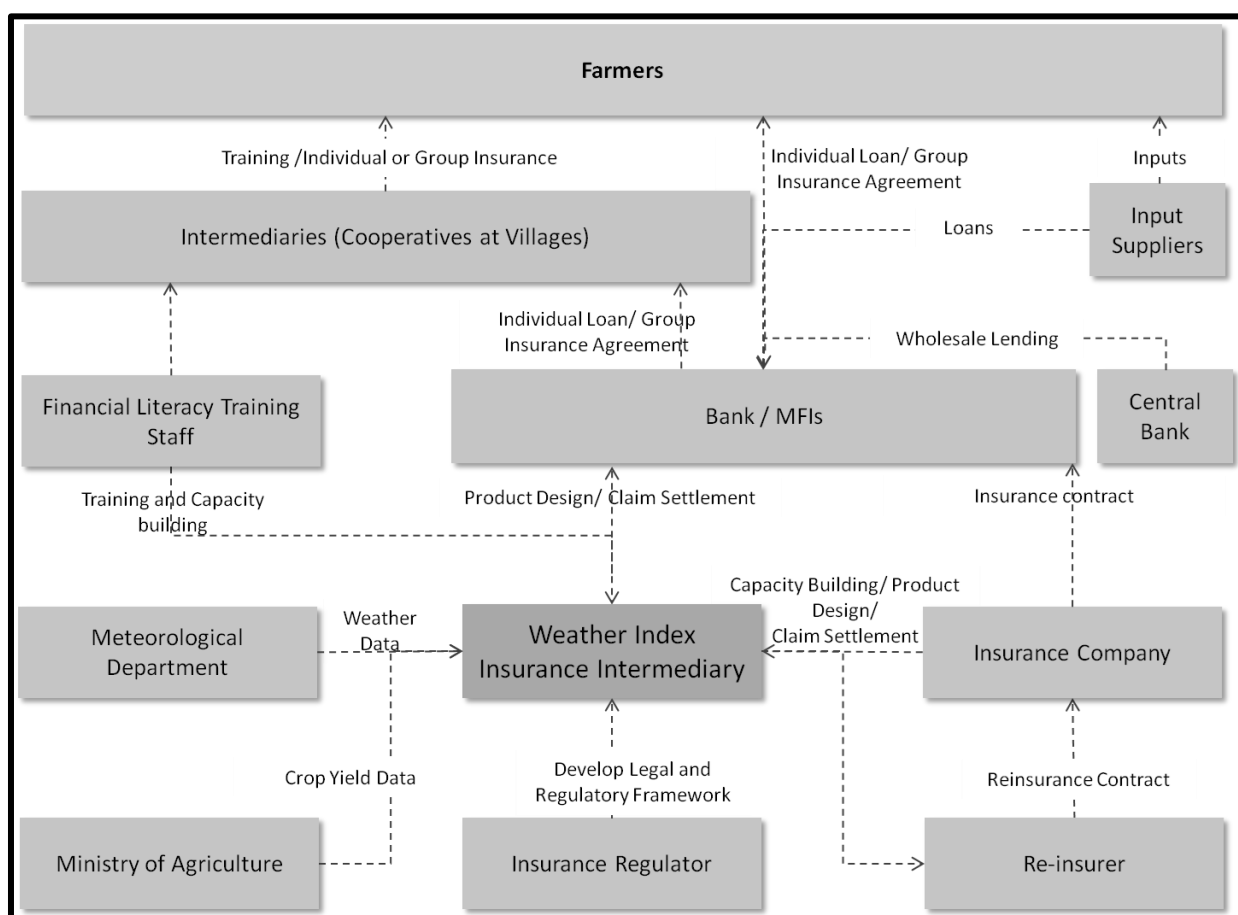 Farmers
Training /Individual or Group Insurance
Individual Loan/ Group
Insurance Agreement
Inputs
Intermediaries (Cooperatives at Villages)
Loans
Input
Suppliers
Individual Loan/ Group
Insurance Agreement
Wholesale Lending
Financial Literacy Training
Staff
Bank / MFIs
Central
Bank
Training and Capacity
building
Product Design/ Claim Settlement
Insurance contract
Meteorological
Department
Weather
Data
Weather Index
Insurance Intermediary
Capacity Building/ Product
Design/
Claim Settlement
Insurance Company
Crop Yield Data
Develop Legal and
Regulatory Framework
Reinsurance Contract
Ministry of Agriculture
Insurance Regulator
Re-insurer